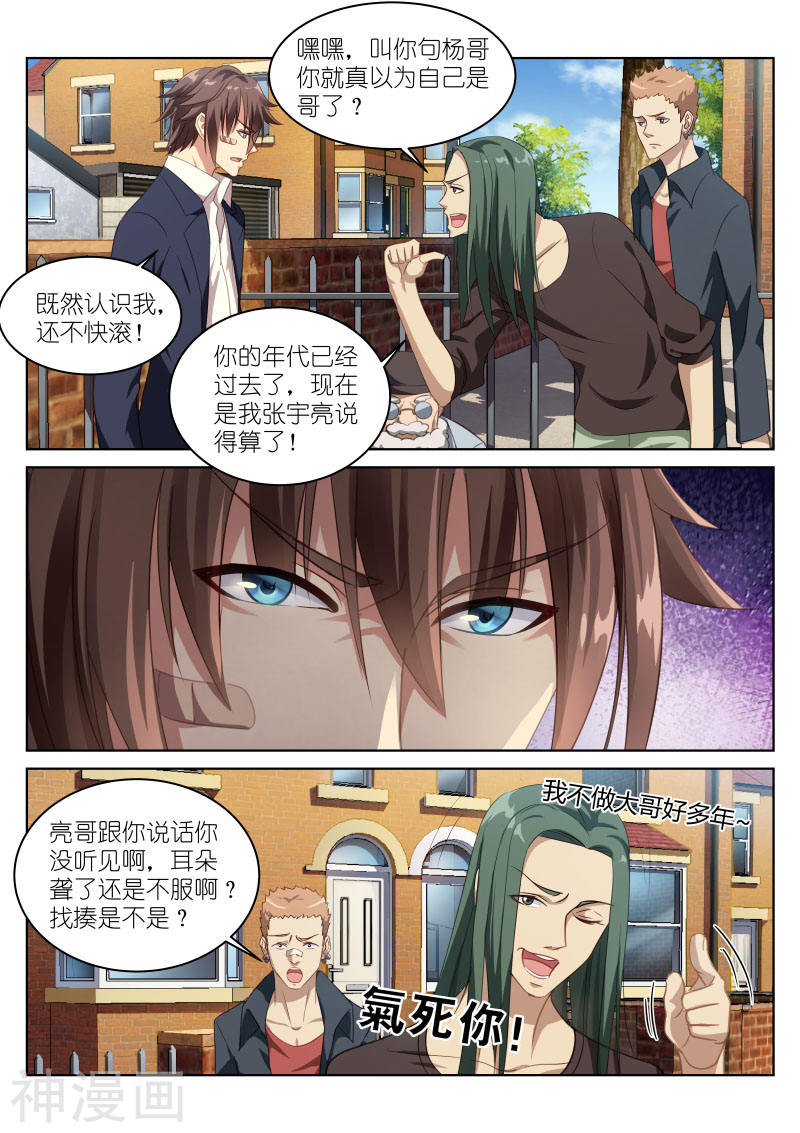 嘿嘿，叫你句杨哥
你就真以为自己是
哥了？
既然认识我，
还不快滚！
你的年代已经
过去了，现在
是我张宇亮说
得算了！
我不做大哥好多年~
亮哥跟你说话你
没听见啊，耳朵
聋了还是不服啊？
找揍是不是？
氣死你！
神漫画